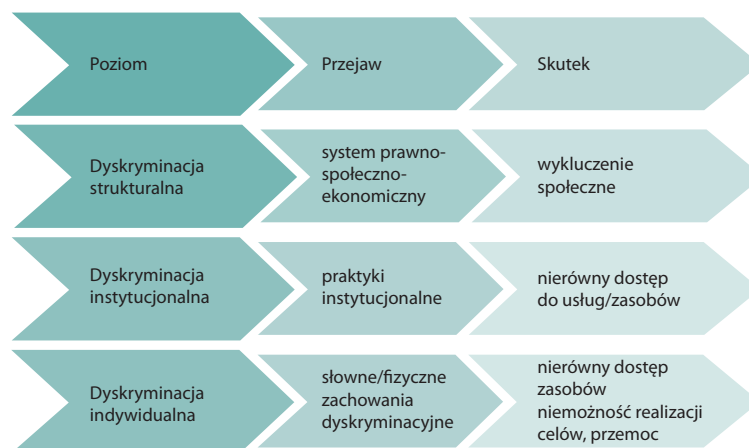 Poziom
Przejaw
Skutek
Dyskryminacja
strukturalna
system prawno-
społeczno-
ekonomiczny
wykluczenie
społeczne
Dyskryminacja
instytucjonalna
praktyki
instytucjonalne
nierówny dostęp
do usług/zasobów
Dyskryminacja
indywidualna
słowne/fizyczne
zachowania
dyskryminacyjne
nierówny dostęp
zasobów
niemożność realizacji
celów, przemoc